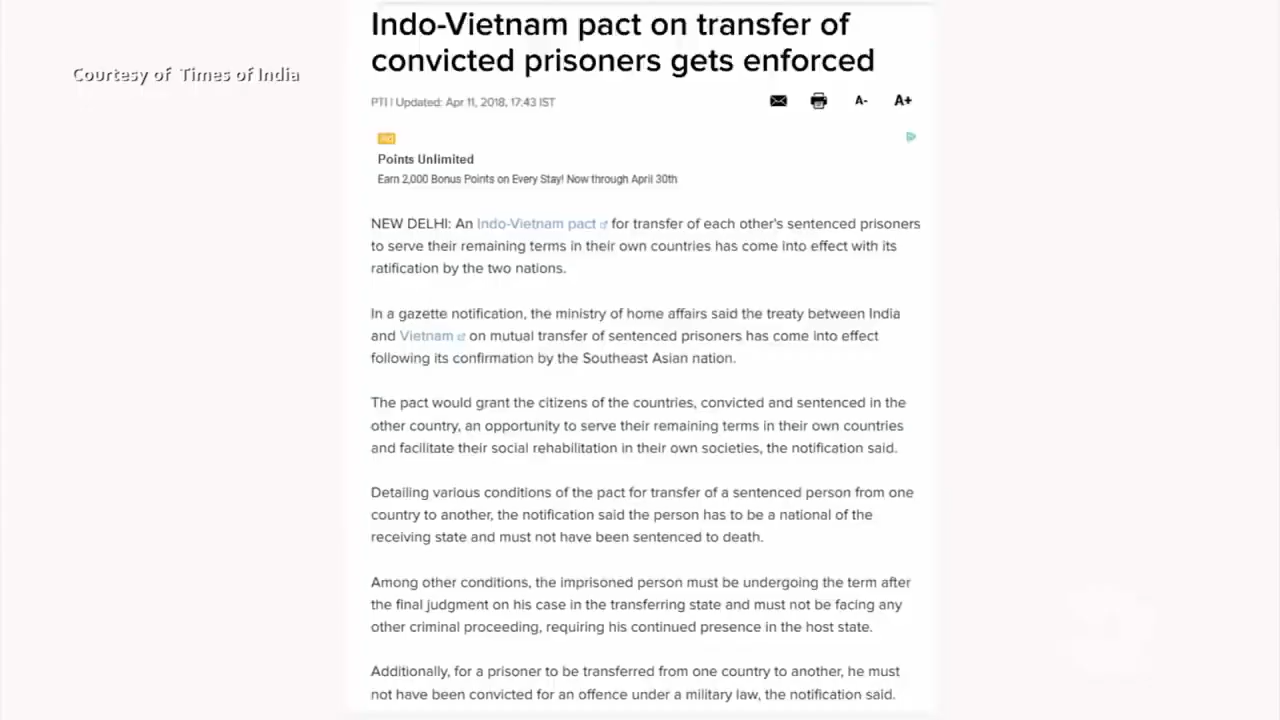 Indo-Vietnam pact on transfer of
convicted prisoners gets enforced
Courtesy of Times of India
PTI | Updated: Apr 11, 2018, 17:43 IST
A-
A+
AD
Points Unlimited
Earn 2,000 Bonus Points on Every Stay! Now through April 30th
NEW DELHI: An Indo-Vietnam pact for transfer of each other's sentenced prisoners
to serve their remaining terms in their own countries has come into effect with its
ratification by the two nations.
In a gazette notification, the ministry of home affairs said the treaty between India
and Vietnam on mutual transfer of sentenced prisoners has come into effect
following its confirmation by the Southeast Asian nation.
The pact would grant the citizens of the countries, convicted and sentenced in the
other country, an opportunity to serve their remaining terms in their own countries
and facilitate their social rehabilitation in their own societies, the notification said.
Detailing various conditions of the pact for transfer of a sentenced person from one
country to another, the notification said the person has to be a national of the
receiving state and must not have been sentenced to death.
Among other conditions, the imprisoned person must be undergoing the term after
the final judgment on his case in the transferring state and must not be facing any
other criminal proceeding, requiring his continued presence in the host state.
Additionally, for a prisoner to be transferred from one country to another, he must
not have been convicted for an offence under a military law, the notification said.